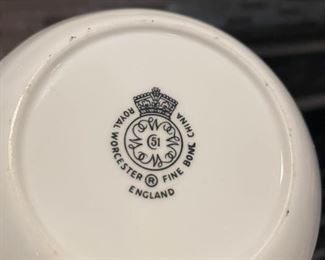 ROYAL WORCESTER ® FINE BONE CHINA
51
ENGLAND